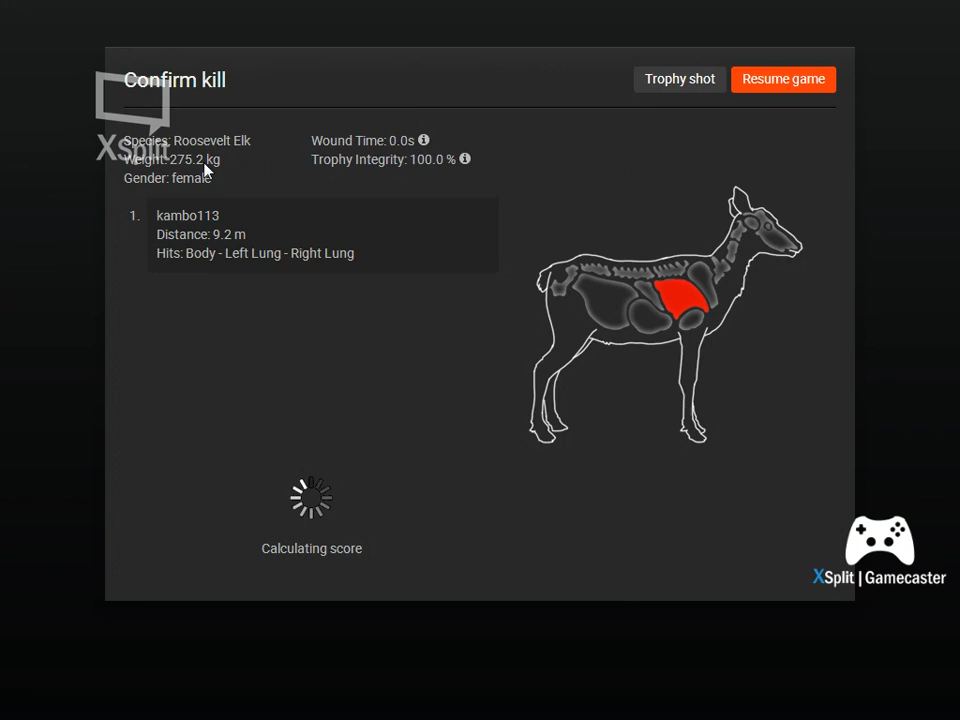 Confirm kill
Trophy shot
Resume game
XSplit
Species: Roosevelt Elk
Weight: 275.2 kg
Gender: female
Wound Time: 0.0s
Trophy Integrity: 100.0 %
1.
kambo113
Distance: 9.2 m
Hits: Body - Left Lung - Right Lung
Calculating score
XSplit | Gamecaster